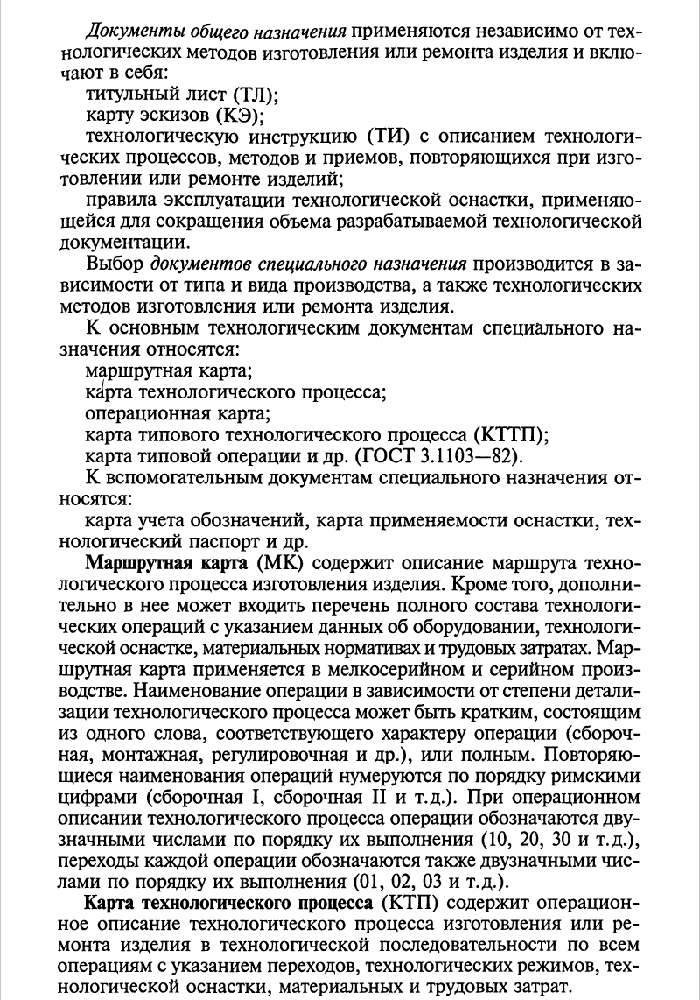 Документы общего назначения применяются независимо от тех-
нологических методов изготовления или ремонта изделия и вклю-
чают в себя:
титульный лист (ТЛ);
карту эскизов (КЭ);
технологическую инструкцию (ТИ) с описанием технологи-
ческих процессов, методов и приемов, повторяющихся при изго-
товлении или ремонте изделий;
правила эксплуатации технологической оснастки, применяю-
щейся для сокращения объема разрабатываемой технологической
документации.
Выбор документов специального назначения производится в за-
висимости от типа и вида производства, а также технологических
методов изготовления или ремонта изделия.
К основным технологическим документам специального на-
значения относятся:
маршрутная карта;
карта технологического процесса;
операционная карта;
карта типового технологического процесса (КТТП);
карта типовой операции и др. (ГОСТ 3.1103—82).
К вспомогательным документам специального назначения от-
носятся:
карта учета обозначений, карта применяемости оснастки, тех-
нологический паспорт и др.
Маршрутная карта (МК) содержит описание маршрута техно-
логического процесса изготовления изделия. Кроме того, дополни-
тельно в нее может входить перечень полного состава технологи-
ческих операций с указанием данных об оборудовании, технологи-
ческой оснастке, материальных нормативах и трудовых затратах. Мар-
шрутная карта применяется в мелкосерийном и серийном произ-
водстве. Наименование операции в зависимости от степени детали-
зации технологического процесса может быть кратким, состоящим
из одного слова, соответствующего характеру операции (сбороч-
ная, монтажная, регулировочная и др.), или полным. Повторяю-
щиеся наименования операций нумеруются по порядку римскими
цифрами (сборочная I, сборочная II и т.д.). При операционном
описании технологического процесса операции обозначаются дву-
значными числами по порядку их выполнения (10, 20, 30 и т.д.),
переходы каждой операции обозначаются также двузначными чис-
лами по порядку их выполнения (01, 02, 03 и т.д.).
Карта технологического процесса (КТП) содержит операцион-
ное описание технологического процесса изготовления или ре-
монта изделия в технологической последовательности по всем
операциям с указанием переходов, технологических режимов, тех-
нологической оснастки, материальных и трудовых затрат.